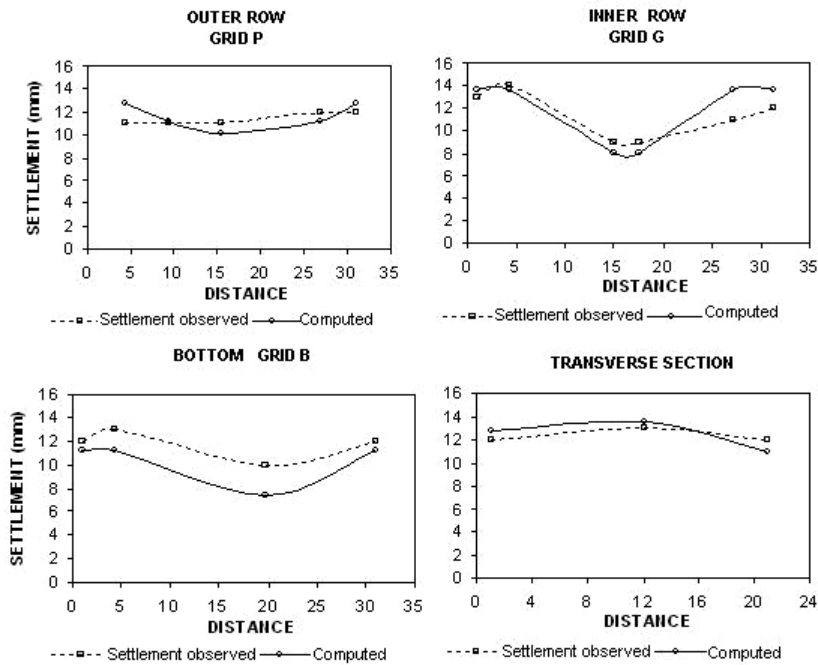 OUTER ROW
GRID P
SETTLEMENT (mm)
16
14
12
10
8
6
4
2
0
0 5 10 15 20 25 30 35
DISTANCE
Settlement observed Computed
INNER ROW
GRID G
16
14
12
10
8
6
4
2
0
0 5 10 15 20 25 30 35
DISTANCE
Settlement observed Computed
BOTTOM GRID B
SETTLEMENT (mm)
16
14
12
10
8
6
4
2
0
0 5 10 15 20 25 30 35
DISTANCE
Settlement observed Computed
TRANSVERSE SECTION
16
14
12
10
8
6
4
2
0
0 4 8 12 16 20 24
DISTANCE
Settlement observed Computed